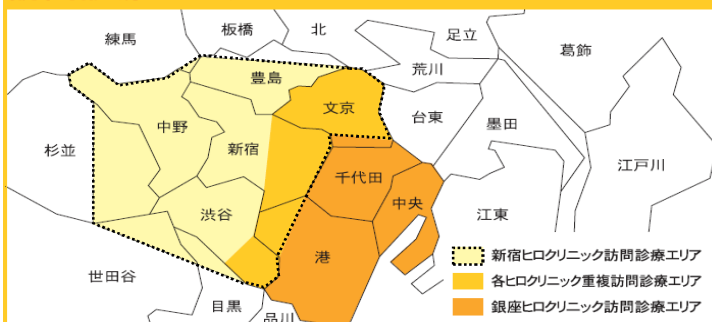 練馬
板橋
北
足立
葛飾
豊島
荒川
文京
台東
中野
墨田
杉並
新宿
江戸川
千代田
渋谷
中央
江東
港
新宿ヒロクリニック訪問診療エリア
世田谷
各ヒロクリニック重複訪問診療エリア
目黒
銀座ヒロクリニック訪問診療エリア
品川